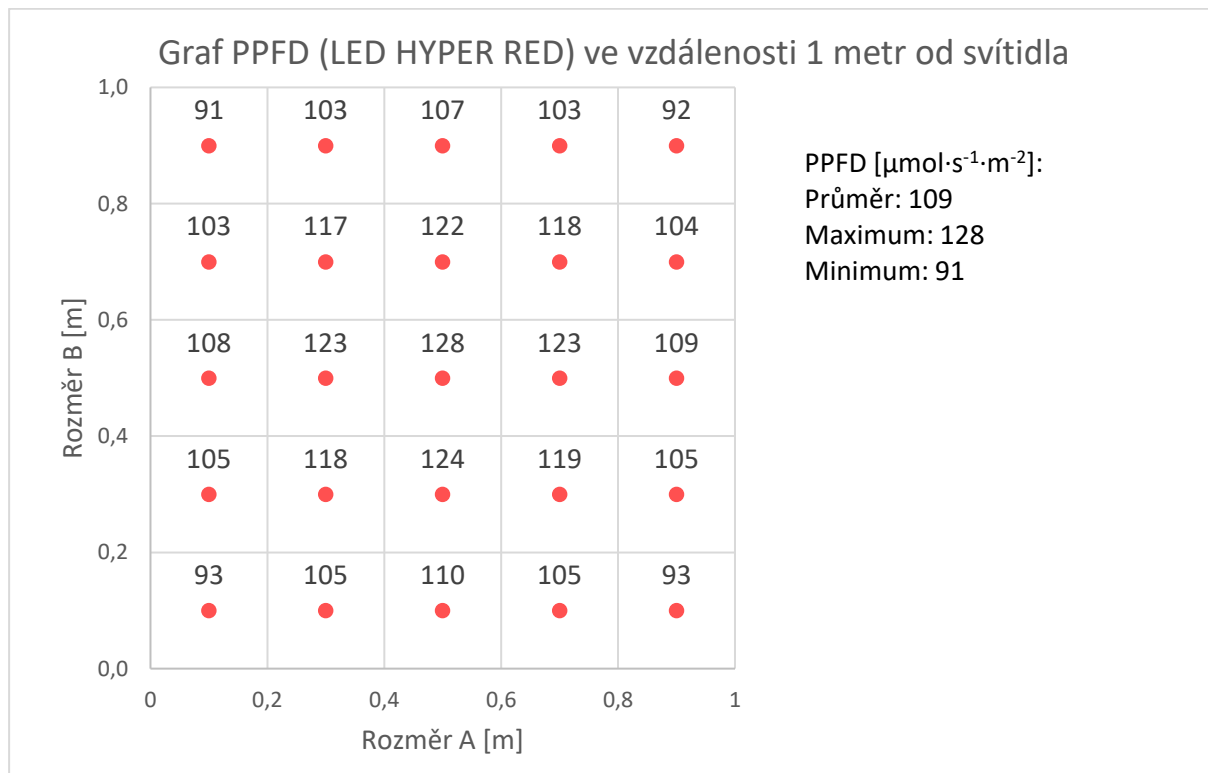 Graf PPFD (LED HYPER RED) ve vzdálenosti 1 metr od svítidla
1,0
91 103 107 103 92
0,8
103 117 122 118 104
0,6
108 123 128 123 109
0,4
105 118 124 119 105
0,2
93 105 110 105 93
0,0
0 0,2 0,4 0,6 0,8 1
Rozměr B [m]
Rozměr A [m]
PPFD [µmol·s⁻¹·m⁻²]:
Průměr: 109
Maximum: 128
Minimum: 91